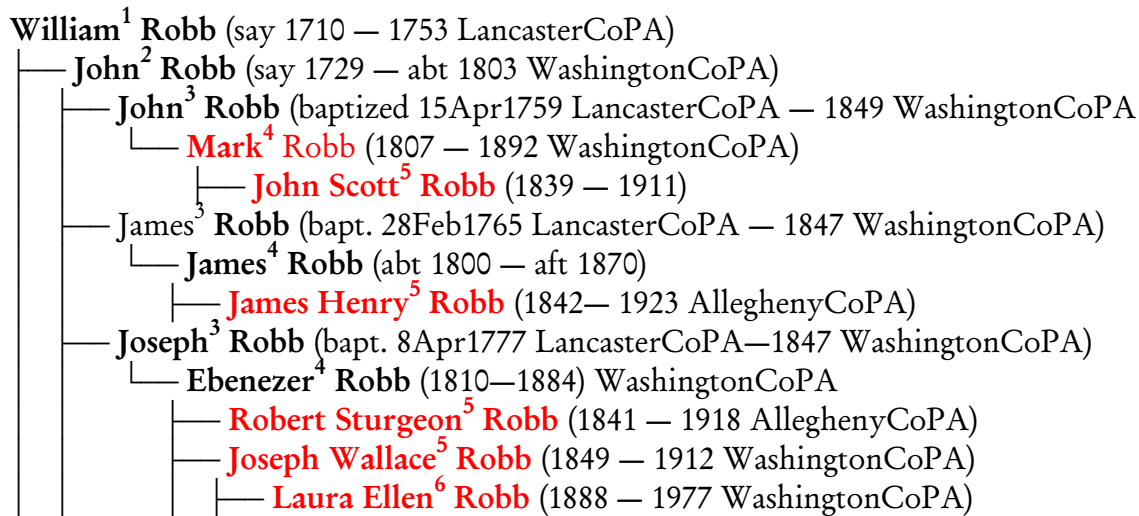 William¹ Robb (say 1710 — 1753 LancasterCoPA)
John² Robb (say 1729 — abt 1803 WashingtonCoPA)
John³ Robb (baptized 15Apr1759 LancasterCoPA — 1849 WashingtonCoPA
Mark⁴ Robb (1807 — 1892 WashingtonCoPA)
John Scott⁵ Robb (1839 — 1911)
James³ Robb (bapt. 28Feb1765 LancasterCoPA — 1847 WashingtonCoPA)
James⁴ Robb (abt 1800 — aft 1870)
James Henry⁵ Robb (1842— 1923 AlleghenyCoPA)
Joseph³ Robb (bapt. 8Apr1777 LancasterCoPA—1847 WashingtonCoPA)
Ebenezer⁴ Robb (1810—1884) WashingtonCoPA
Robert Sturgeon⁵ Robb (1841 — 1918 AlleghenyCoPA)
Joseph Wallace⁵ Robb (1849 — 1912 WashingtonCoPA)
Laura Ellen⁶ Robb (1888 — 1977 WashingtonCoPA)